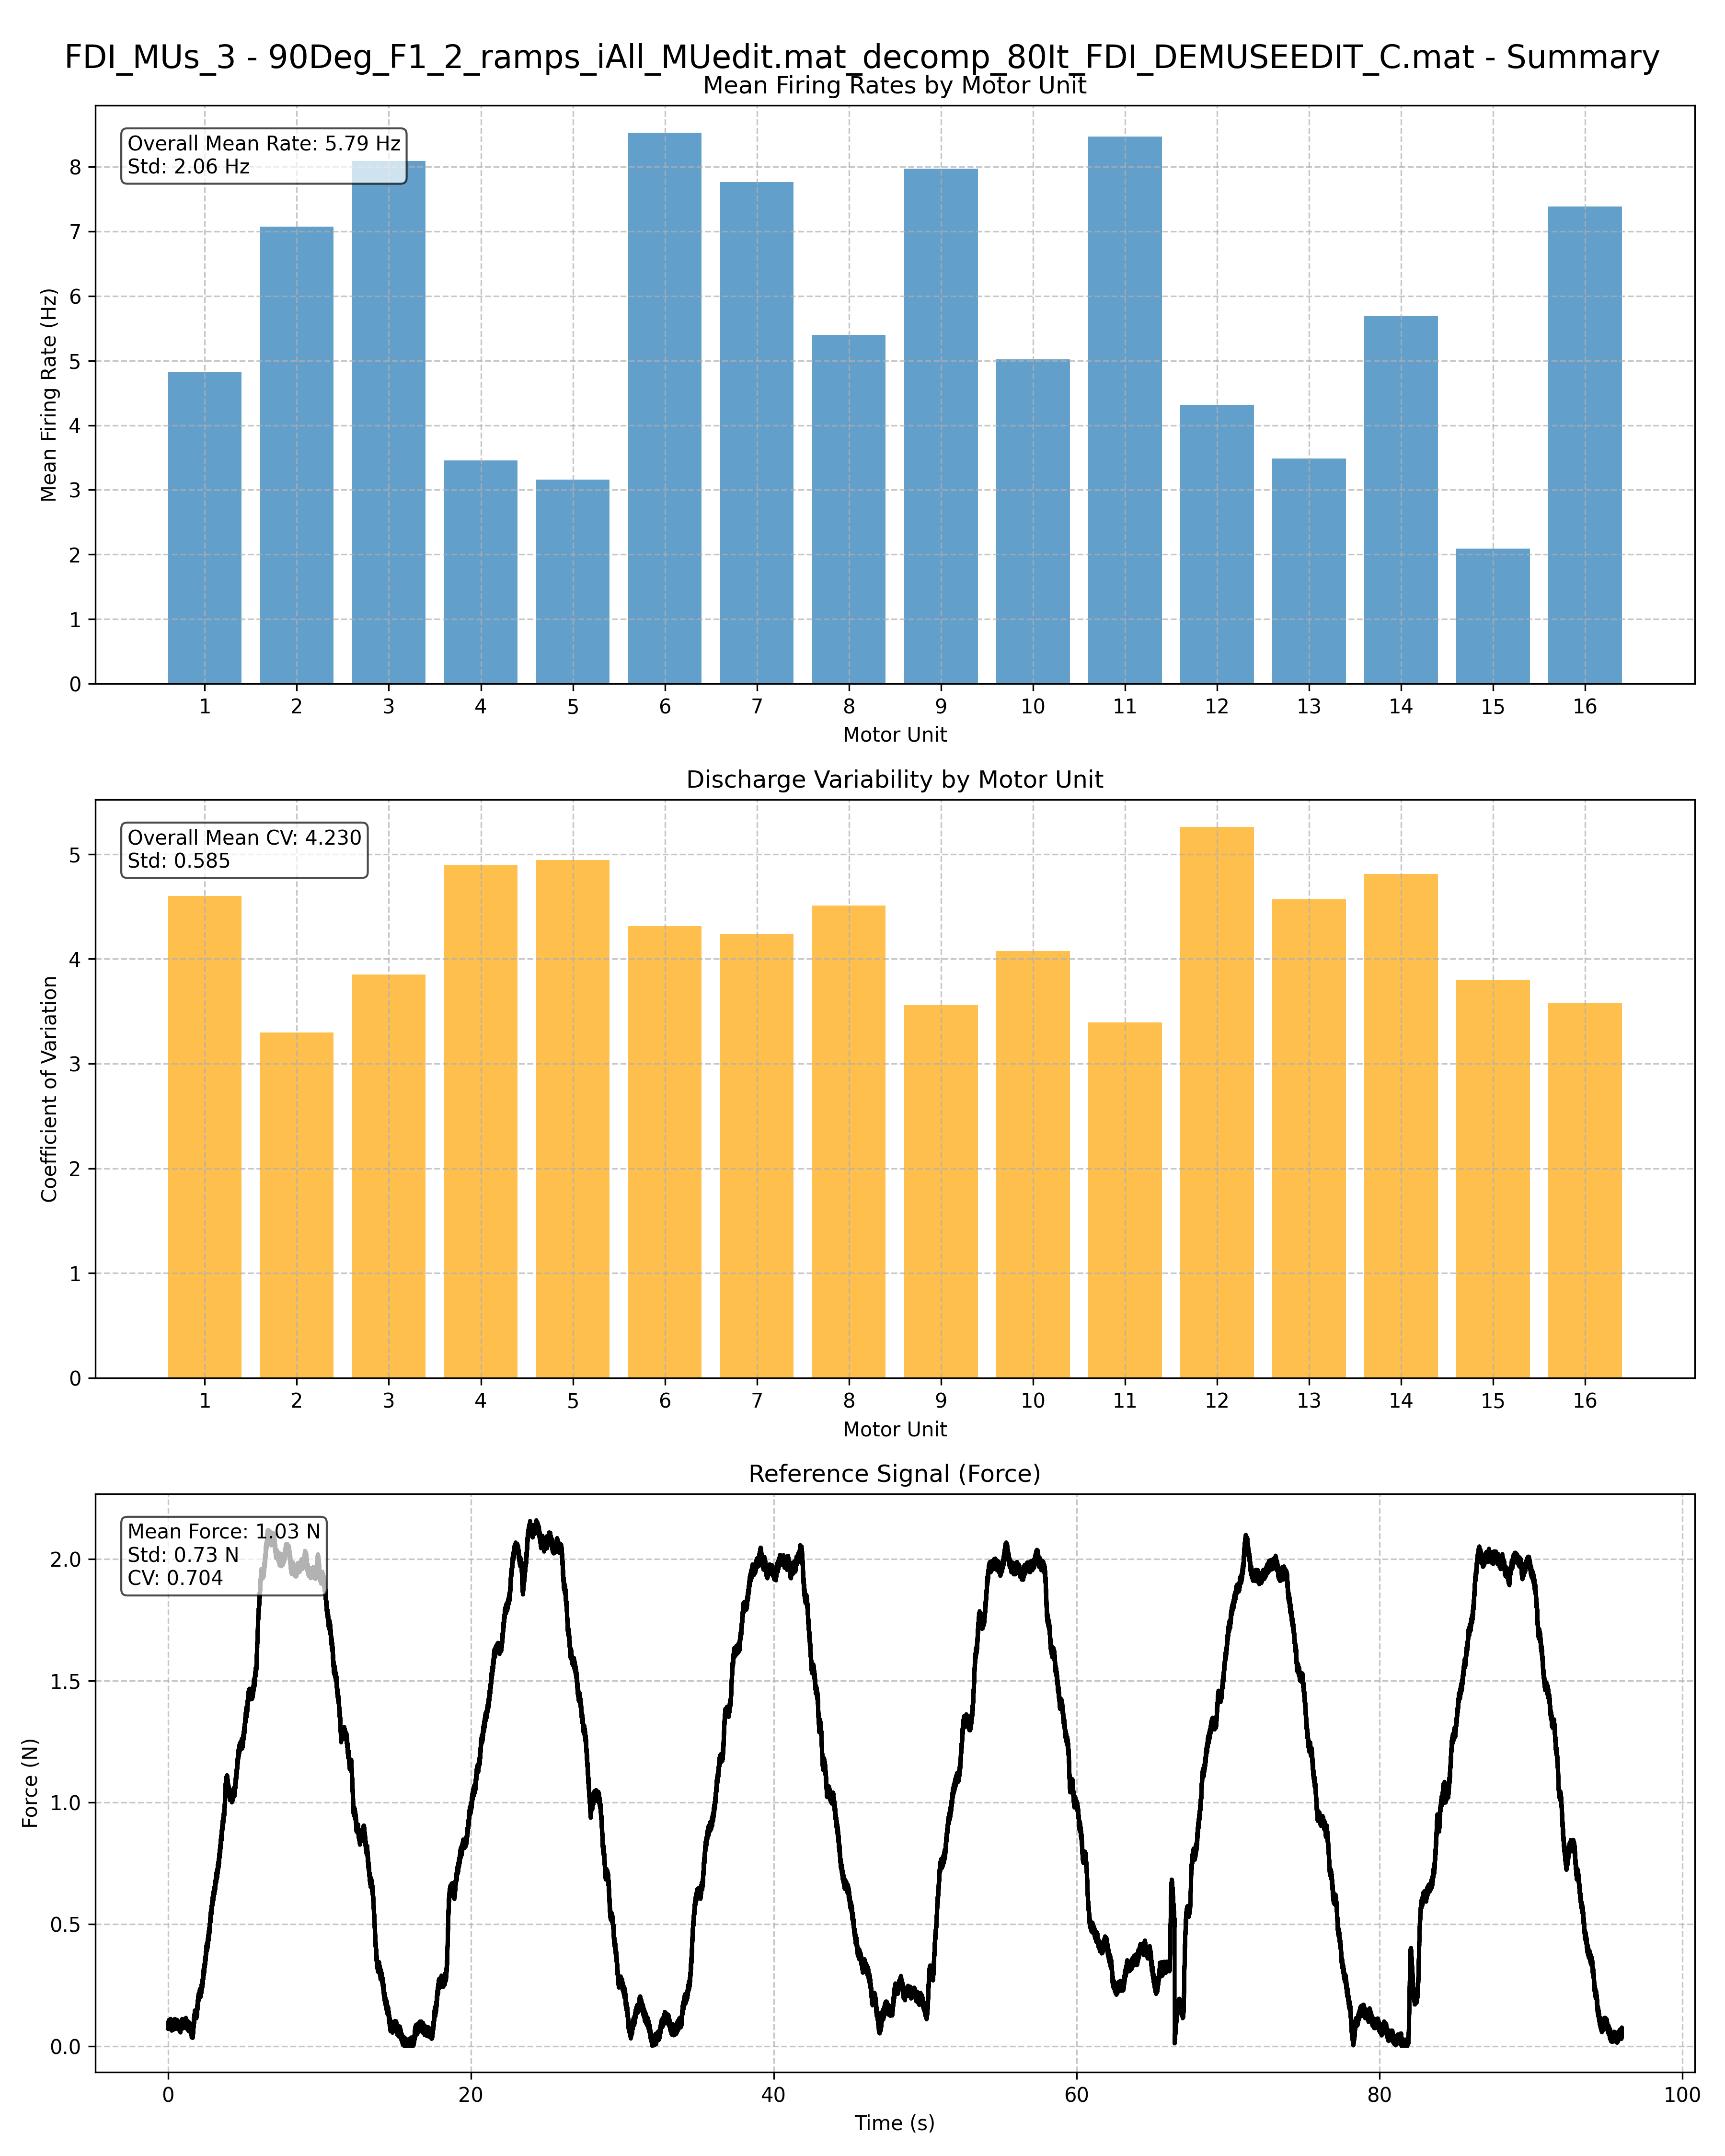 FDI_MUs_3 - 90Deg_F1_2_ramps_iAll_MUedit.mat_decomp_80It_FDI_DEMUSEEDIT_C.mat - Summary
Mean Firing Rates by Motor Unit
Overall Mean Rate: 5.79 Hz
Std: 2.06 Hz
Mean Firing Rate (Hz)
8
7
6
5
4
3
2
1
0
1 2 3 4 5 6 7 8 9 10 11 12 13 14 15 16
Motor Unit
Discharge Variability by Motor Unit
Overall Mean CV: 4.230
Std: 0.585
Coefficient of Variation
5
4
3
2
1
0
1 2 3 4 5 6 7 8 9 10 11 12 13 14 15 16
Motor Unit
Reference Signal (Force)
Mean Force: 1.03 N
Std: 0.73 N
CV: 0.704
Force (N)
2.0
1.5
1.0
0.5
0.0
0 20 40 60 80 100
Time (s)